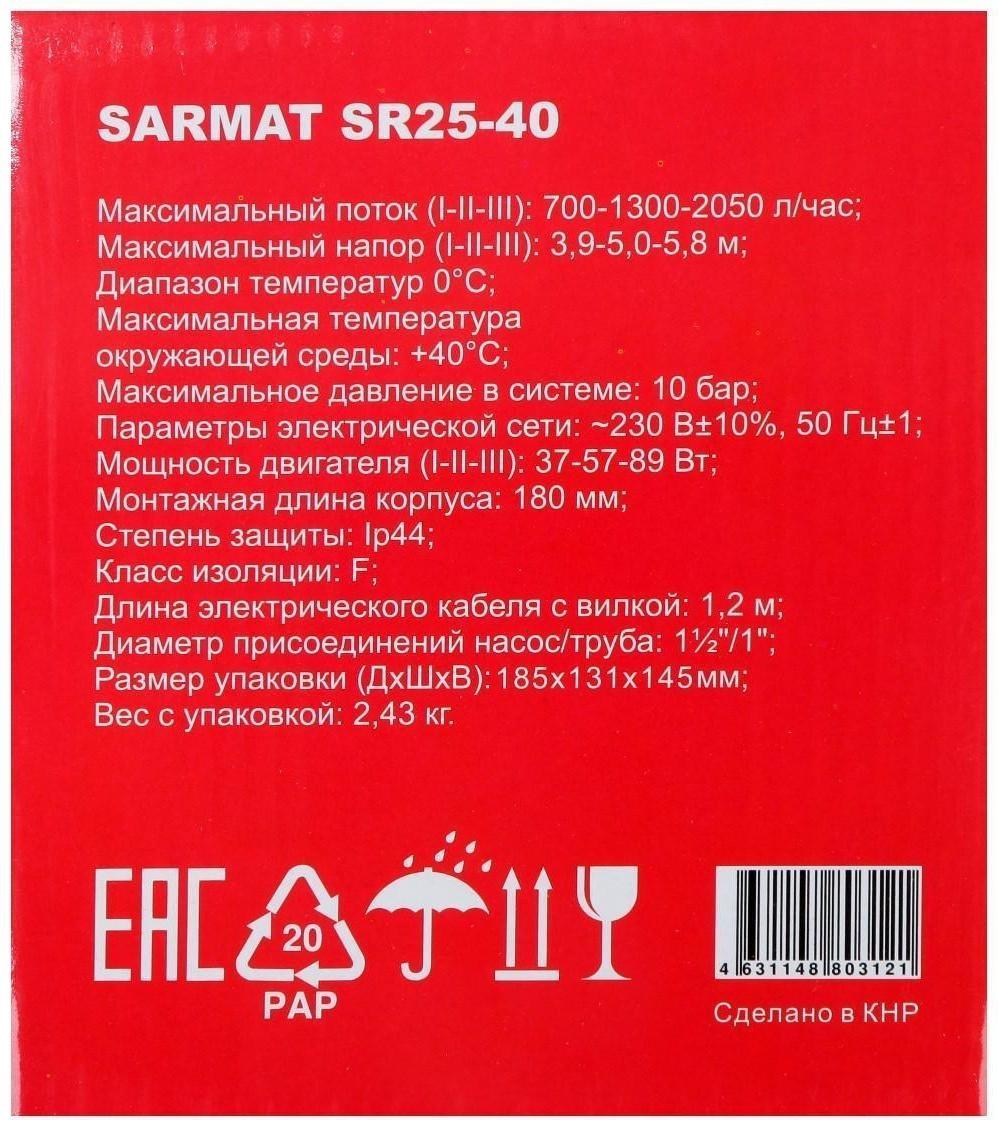 SARMAT SR25-40
Максимальный поток (I-II-III): 700-1300-2050 л/час;
Максимальный напор (I-II-III): 3,9-5,0-5,8 м;
Диапазон температур 0°C;
Максимальная температура
окружающей среды: +40°C;
Максимальное давление в системе: 10 бар;
Параметры электрической сети: ~230 В±10%, 50 Гц±1;
Мощность двигателя (I-II-III): 37-57-89 Вт;
Монтажная длина корпуса: 180 мм;
Степень защиты: Ip44;
Класс изоляции: F;
Длина электрического кабеля с вилкой: 1,2 м;
Диаметр присоединений насос/труба: 1½"/1";
Размер упаковки (ДхШхВ):185х131х145мм;
Вес с упаковкой: 2,43 кг.
EAC
20
PAP
4 631148 803121
Сделано в КНР